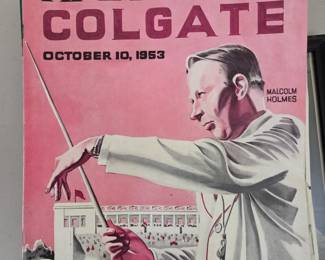 COLGATE
OCTOBER 10, 1953
MALCOLM
HOLMES